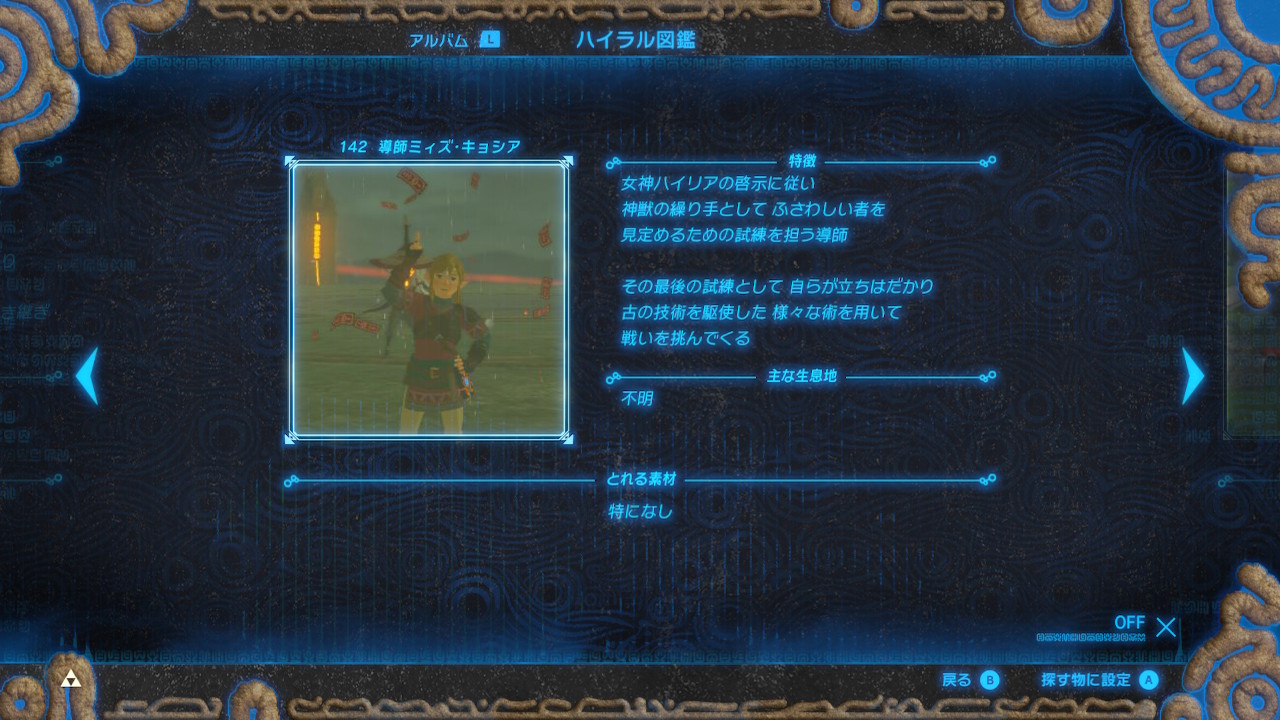 アルバム L
ハイラル図鑑
142 導師ミィズ・キョシア
特徴
女神ハイリアの啓示に従い
神獣の繰り手として ふさわしい者を
見定めるための試練を担う導師
その最後の試練として 自らが立ちはだかり
古の技術を駆使した 様々な術を用いて
戦いを挑んでくる
主な生息地
不明
とれる素材
特になし
OFF
戻る B
探す物に設定 A